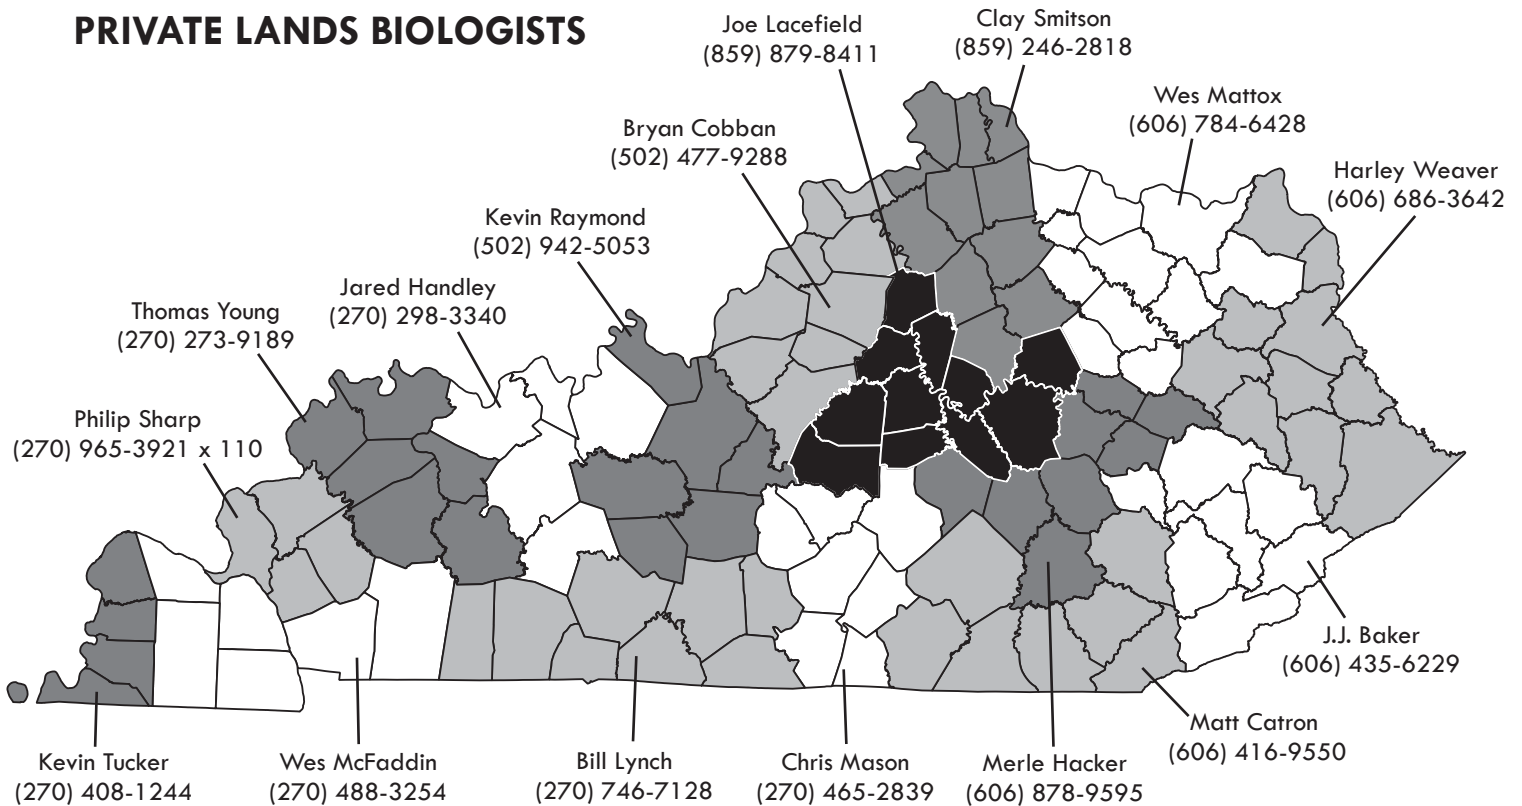 PRIVATE LANDS BIOLOGISTS
Joe Lacefield
(859) 879-8411
Clay Smitson
(859) 246-2818
Wes Mattox
(606) 784-6428
Bryan Cobban
(502) 477-9288
Harley Weaver
(606) 686-3642
Kevin Raymond
(502) 942-5053
Jared Handley
(270) 298-3340
Thomas Young
(270) 273-9189
Philip Sharp
(270) 965-3921 x 110
J.J. Baker
(606) 435-6229
Matt Catron
(606) 416-9550
Kevin Tucker
(270) 408-1244
Wes McFaddin
(270) 488-3254
Bill Lynch
(270) 746-7128
Chris Mason
(270) 465-2839
Merle Hacker
(606) 878-9595